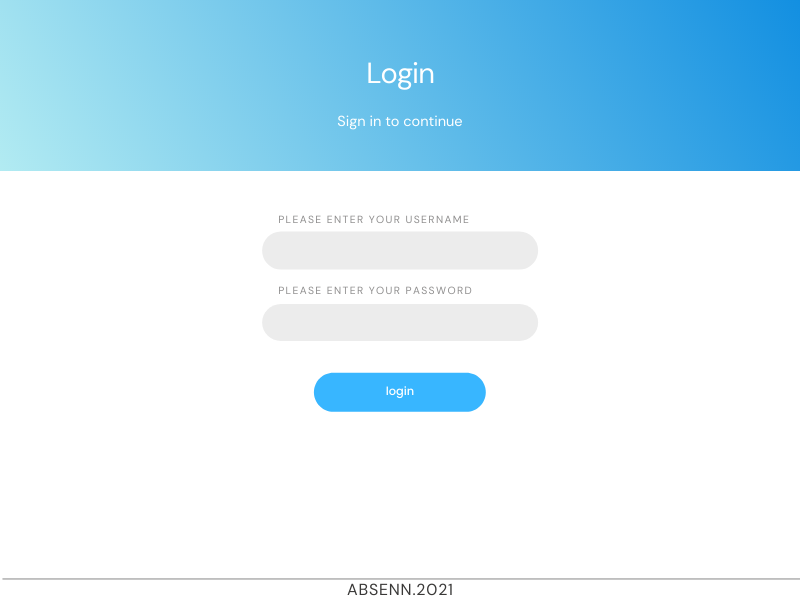 Login
Sign in to continue
PLEASE ENTER YOUR USERNAME
PLEASE ENTER YOUR PASSWORD
login
ABSENN.2021